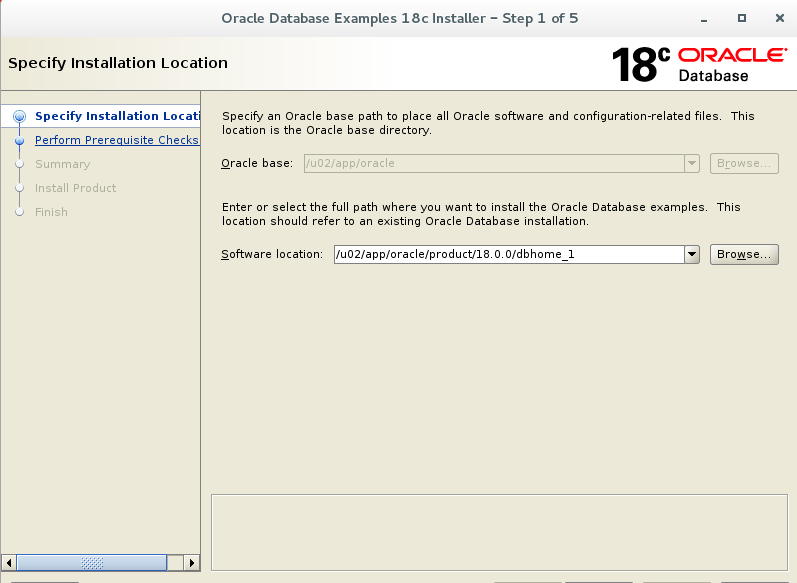 Oracle Database Examples 18c Installer – Step 1 of 5
Specify Installation Location
18c ORACLE
Database
Specify Installation Locati
Perform Prerequisite Checks
Summary
Install Product
Finish
Specify an Oracle base path to place all Oracle software and configuration-related files. This
location is the Oracle base directory.
Oracle base: /u02/app/oracle Browse...
Enter or select the full path where you want to install the Oracle Database examples. This
location should refer to an existing Oracle Database installation.
Software location: /u02/app/oracle/product/18.0.0/dbhome_1 Browse...